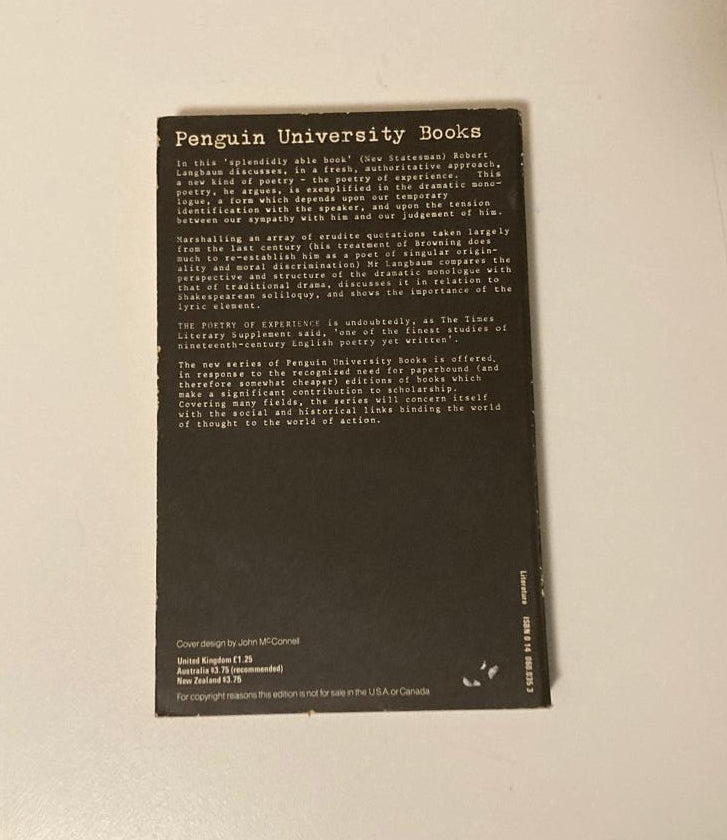 Penguin University Books
In this 'splendidly able book' (New Statesman) Robert
Langbaum discusses, in a fresh, authoritative approach,
a new kind of poetry - the poetry of experience. This
poetry, he argues, is exemplified in the dramatic mono-
logue, a form which depends upon our temporary
identification with the speaker, and upon the tension
between our sympathy with him and our judgement of him.
Marshalling an array of erudite quotations taken largely
from the last century (his treatment of Browning does
much to re-establish him as a poet of singular origin-
ality and moral discrimination) Mr Langbaum compares the
perspective and structure of the dramatic monologue with
that of traditional drama, discusses it in relation to
Shakespearean soliloquy, and shows the importance of the
lyric element.
THE POETRY OF EXPERIENCE is undoubtedly, as The Times
Literary Supplement said, 'one of the finest studies of
nineteenth-century English poetry yet written'.
The new series of Penguin University Books is offered,
in response to the recognized need for paperbound (and
therefore somewhat cheaper) editions of books which
make a significant contribution to scholarship.
Covering many fields, the series will concern itself
with the social and historical links binding the world
of thought to the world of action.
Cover design by John McConnell
United Kingdom £1.25
Australia $3.75 (recommended)
New Zealand $3.75
For copyright reasons this edition is not for sale in the U.S.A. or Canada
Literature ISBN 0 14 080.035 3